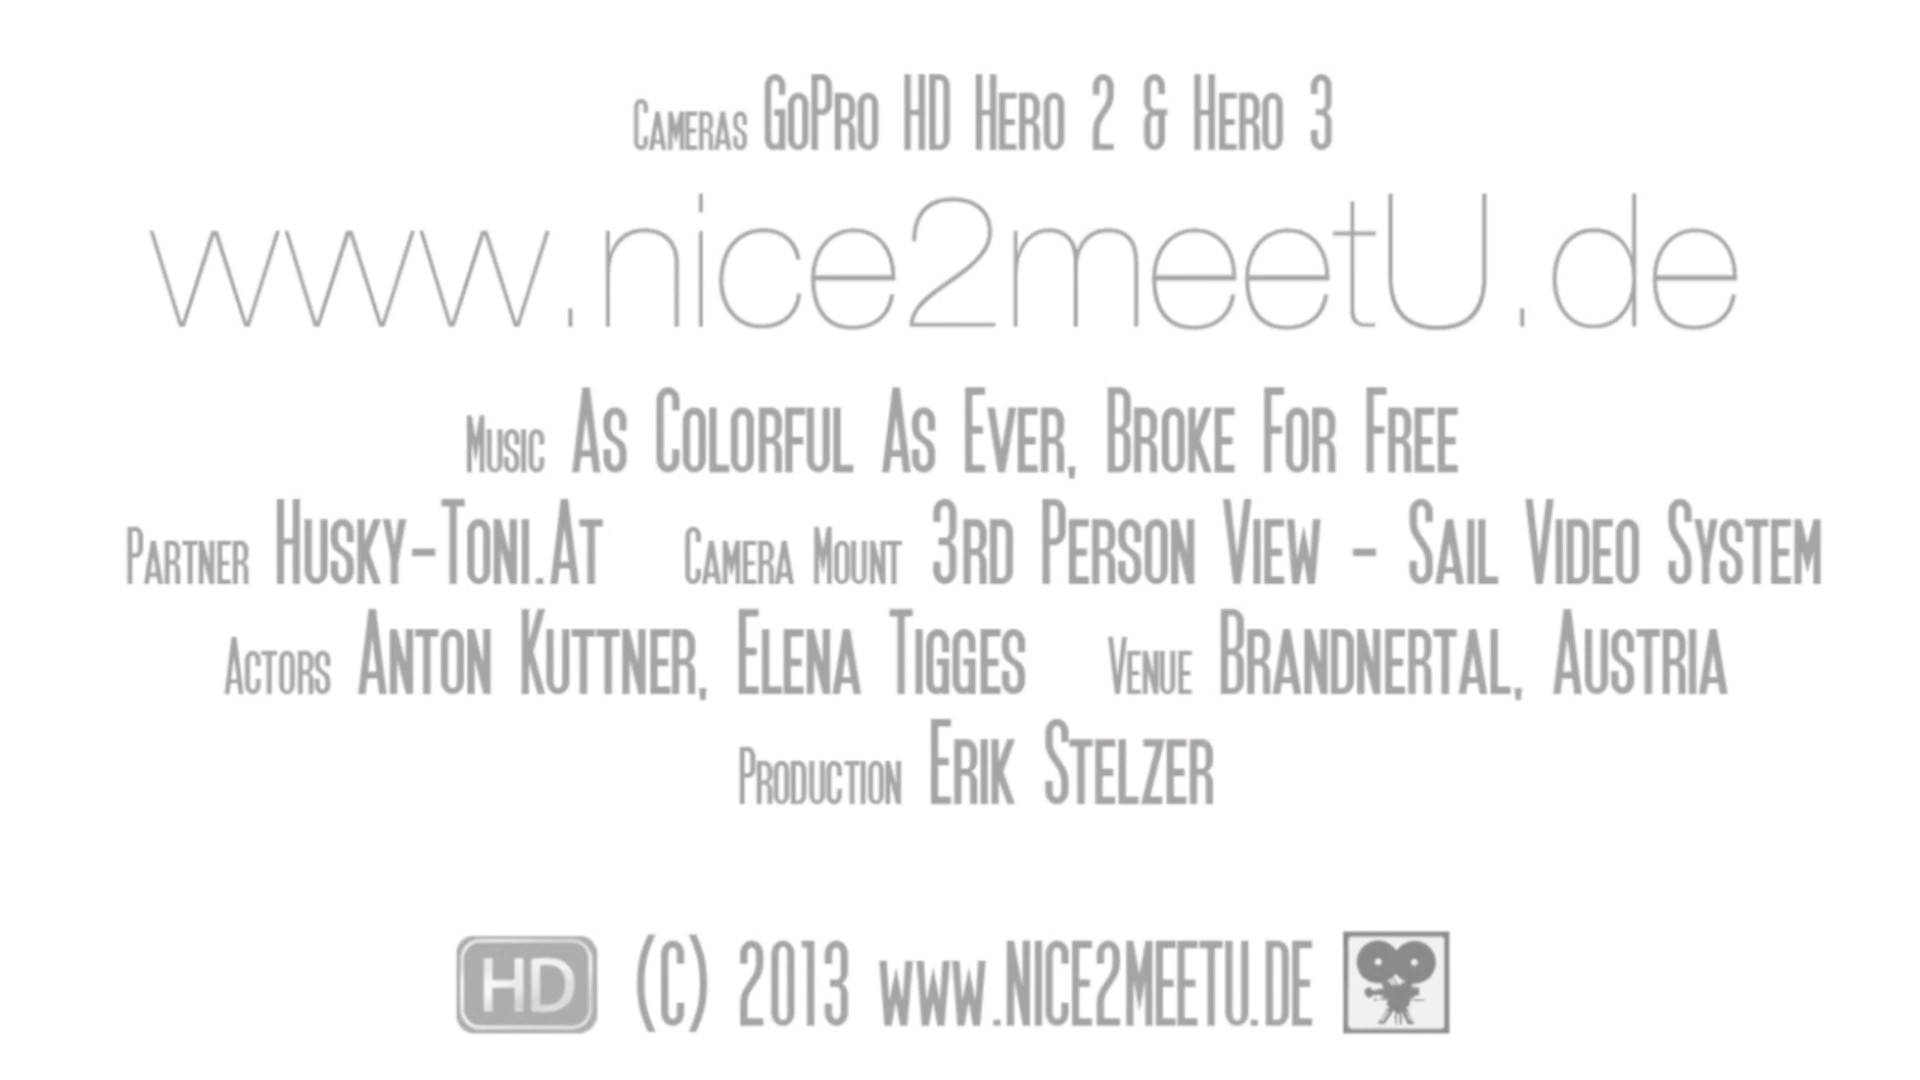 Cameras GoPro HD Hero 2 & Hero 3
www.nice2meetU.de
Music As Colorful As Ever, Broke For Free
Partner Husky-Toni.At Camera Mount 3rd Person View - Sail Video System
Actors Anton Kuttner, Elena Tigges Venue Brandnertal, Austria
Production Erik Stelzer
HD (C) 2013 www.NICE2MEETU.DE